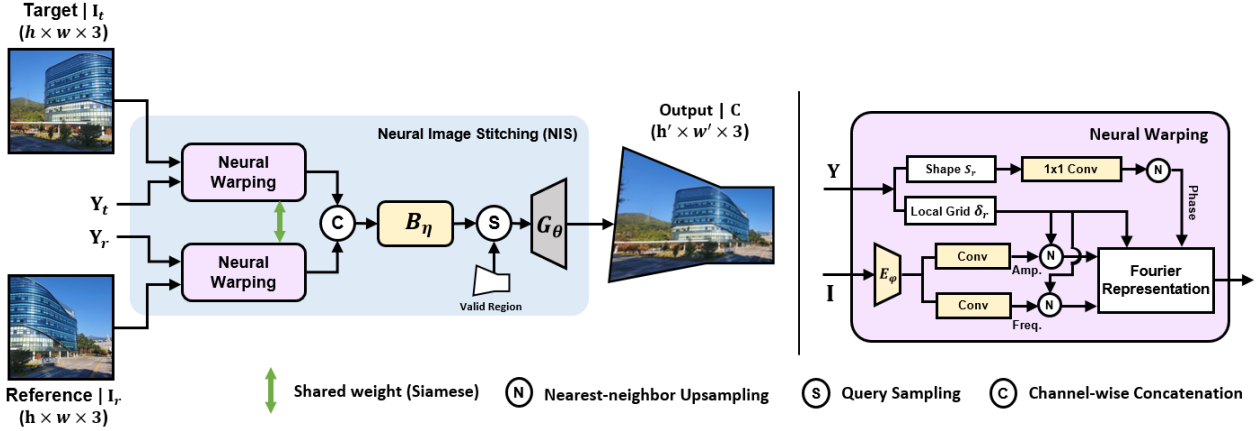 Target | I_t
(h × w × 3)
Neural Image Stitching (NIS)
Neural
Warping
Y_t
Y_r
Neural
Warping
C
B_η
S
G_θ
Valid Region
Output | C
(h′ × w′ × 3)
Reference | I_r
(h × w × 3)
Neural Warping
Y
Shape s_r
1x1 Conv
N
Phase
Local Grid δ_r
I
E_φ
Conv
Amp.
N
Conv
Freq.
N
Fourier
Representation
Shared weight (Siamese)
N Nearest-neighbor Upsampling
S Query Sampling
C Channel-wise Concatenation